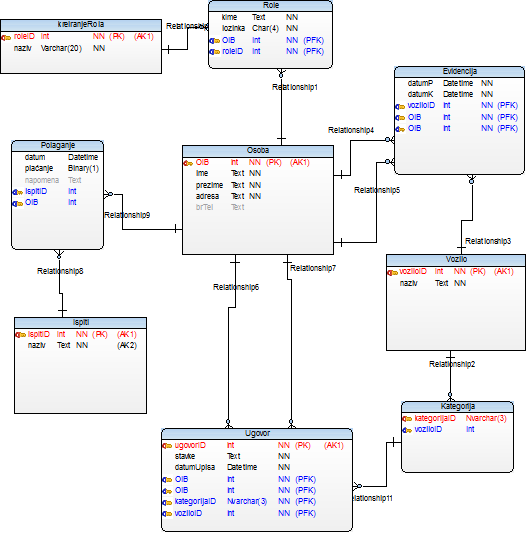 kreiranjeRola
roleID Int NN (PK) (AK1)
naziv Varchar(20) NN
Relationship
Role
kime Text NN
lozinka Char(4) NN
OIB Int NN (PFK)
roleID Int NN (PFK)
Relationship1
Evidencija
datumP Datetime NN
datumK Datetime NN
voziloID Int NN (PFK)
OIB Int NN (PFK)
OIB Int NN (PFK)
Relationship4
Relationship5
Polaganje
datum Datetime
plaćanje Binary(1)
napomena Text
IspitiID Int
OIB Int
Relationship9
Osoba
OIB Int NN (PK) (AK1)
Ime Text NN
prezime Text NN
adresa Text NN
brTel Text
Relationship3
Relationship8
Relationship6
Relationship7
Vozilo
voziloID Int NN (PK) (AK1)
naziv Text NN
Ispiti
IspitiID Int NN (PK) (AK1)
naziv Text NN (AK2)
Relationship2
Kategorija
kategorijaID Nvarchar(3)
voziloID Int
Ugovor
ugovorID Int NN (PK) (AK1)
stavke Text NN
datumUpisa Datetime NN
OIB Int NN (PFK)
OIB Int NN (PFK)
kategorijaID Nvarchar(3) NN (PFK)
voziloID Int NN (PFK)
elationship11